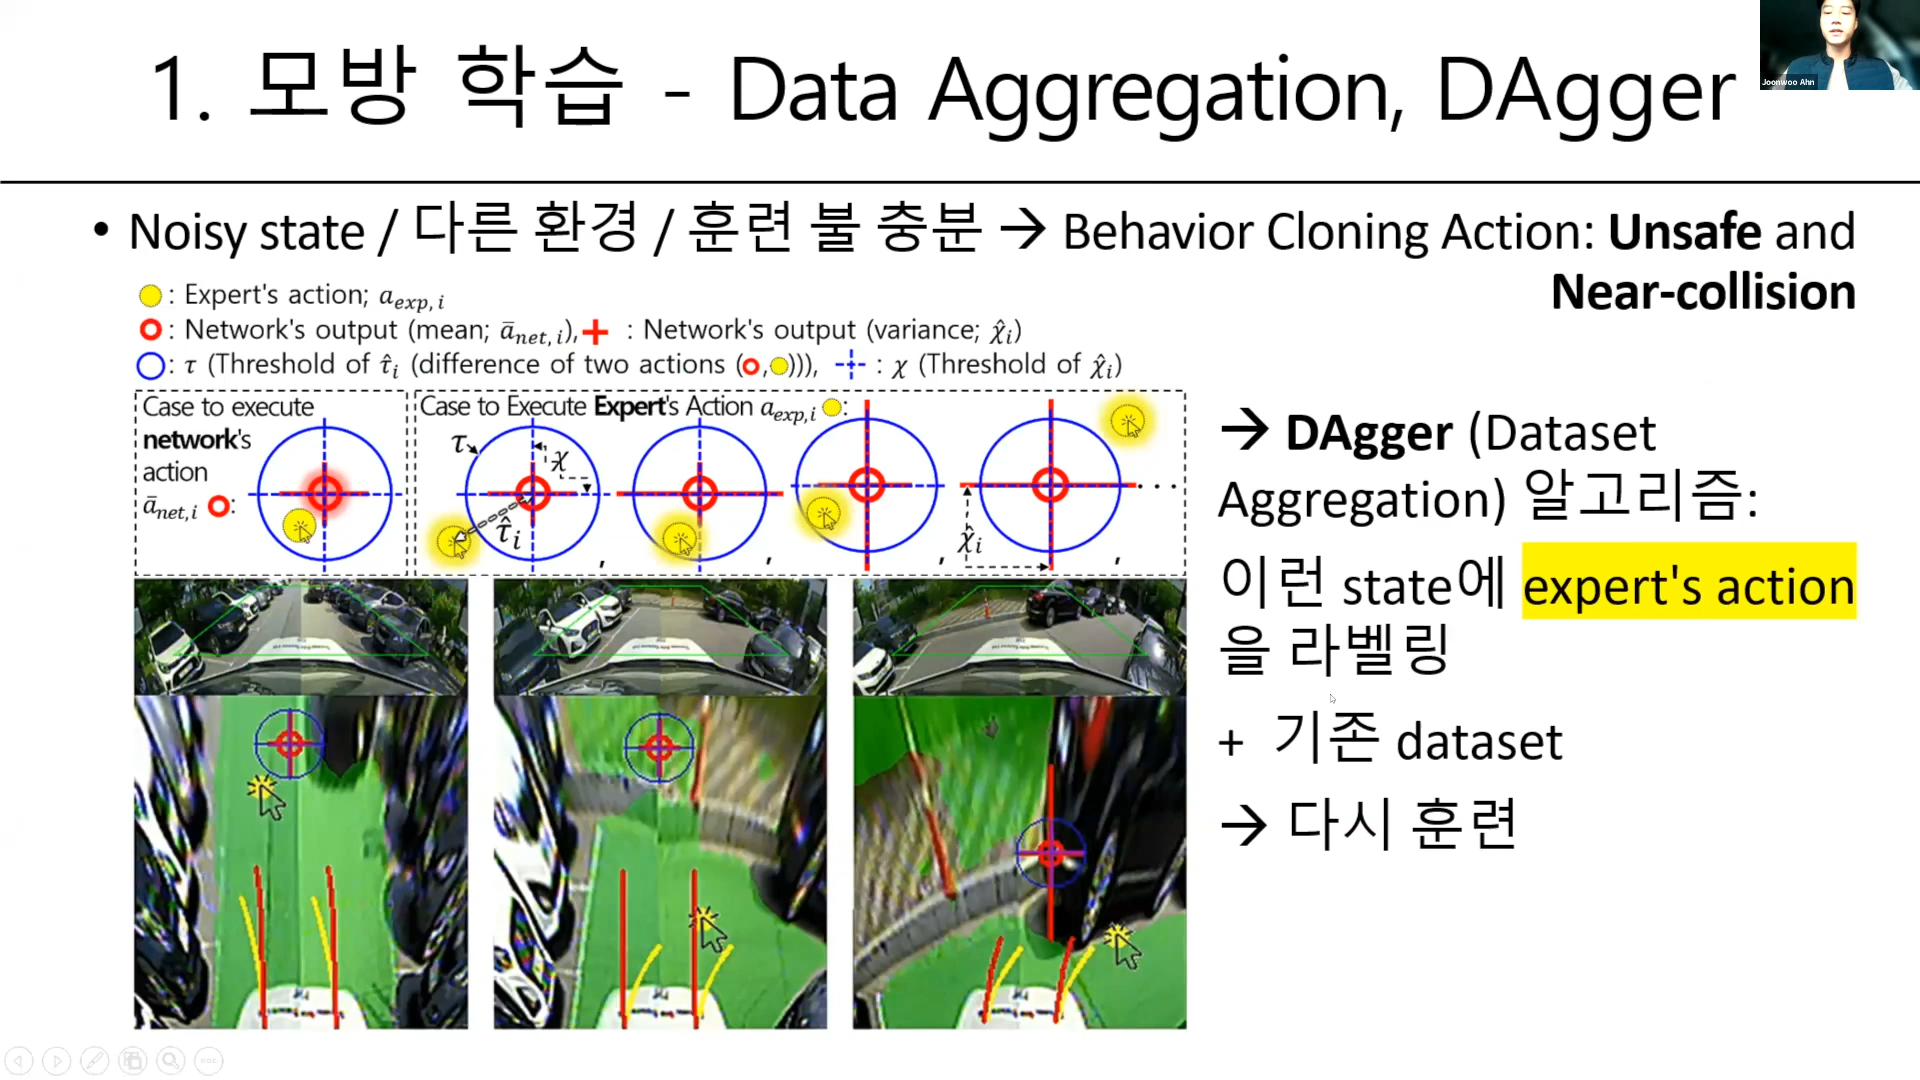 1. 모방 학습 - Data Aggregation, DAgger
Joonwoo Ahn
• Noisy state / 다른 환경 / 훈련 불 충분 → Behavior Cloning Action: Unsafe and
Near-collision
: Expert's action; a_exp,i
: Network's output (mean; ā_net,i), + : Network's output (variance; χ̂_i)
: τ (Threshold of τ̂_i (difference of two actions ( , ))), : χ (Threshold of χ̂_i)
Case to execute
network's
action
ā_net,i :
Case to Execute Expert's Action a_exp,i :
τ
χ
τ̂_i
, , , χ̂_i , ...
→ DAgger (Dataset
Aggregation) 알고리즘:
이런 state에 expert's action
을 라벨링
+ 기존 dataset
→ 다시 훈련